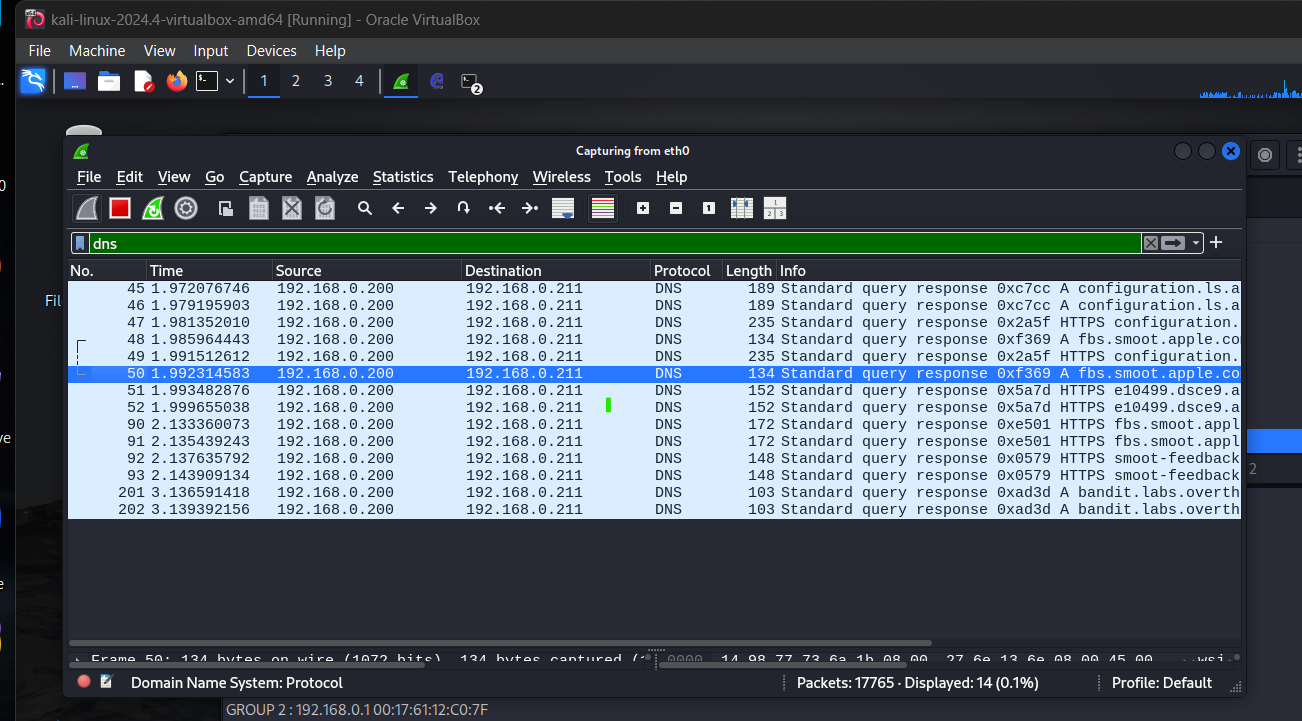 kali-linux-2024.4-virtualbox-amd64 [Running] - Oracle VirtualBox
File Machine View Input Devices Help
1 2 3 4 2
Capturing from eth0
File Edit View Go Capture Analyze Statistics Telephony Wireless Tools Help
dns
No. Time Source Destination Protocol Length Info
45 1.972076746 192.168.0.200 192.168.0.211 DNS 189 Standard query response 0xc7cc A configuration.ls.a
46 1.979195903 192.168.0.200 192.168.0.211 DNS 189 Standard query response 0xc7cc A configuration.ls.a
47 1.981352010 192.168.0.200 192.168.0.211 DNS 235 Standard query response 0x2a5f HTTPS configuration.
48 1.985964443 192.168.0.200 192.168.0.211 DNS 134 Standard query response 0xf369 A fbs.smoot.apple.co
49 1.991512612 192.168.0.200 192.168.0.211 DNS 235 Standard query response 0x2a5f HTTPS configuration.
50 1.992314583 192.168.0.200 192.168.0.211 DNS 134 Standard query response 0xf369 A fbs.smoot.apple.co
51 1.993482876 192.168.0.200 192.168.0.211 DNS 152 Standard query response 0x5a7d HTTPS e10499.dsce9.a
52 1.999655038 192.168.0.200 192.168.0.211 DNS 152 Standard query response 0x5a7d HTTPS e10499.dsce9.a
90 2.133360073 192.168.0.200 192.168.0.211 DNS 172 Standard query response 0xe501 HTTPS fbs.smoot.appl
91 2.135439243 192.168.0.200 192.168.0.211 DNS 172 Standard query response 0xe501 HTTPS fbs.smoot.appl
92 2.137635792 192.168.0.200 192.168.0.211 DNS 148 Standard query response 0x0579 HTTPS smoot-feedback
93 2.143909134 192.168.0.200 192.168.0.211 DNS 148 Standard query response 0x0579 HTTPS smoot-feedback
201 3.136591418 192.168.0.200 192.168.0.211 DNS 103 Standard query response 0xad3d A bandit.labs.overth
202 3.139392156 192.168.0.200 192.168.0.211 DNS 103 Standard query response 0xad3d A bandit.labs.overth
Fil
2
Frame 50: 134 bytes on wire (1072 bits), 134 bytes captured ( 0000 14 98 77 73 6a 1b 08 00 27 6e 13 6e 08 00 45 00
Domain Name System: Protocol Packets: 17765 · Displayed: 14 (0.1%) Profile: Default
GROUP 2 : 192.168.0.1 00:17:61:12:C0:7F